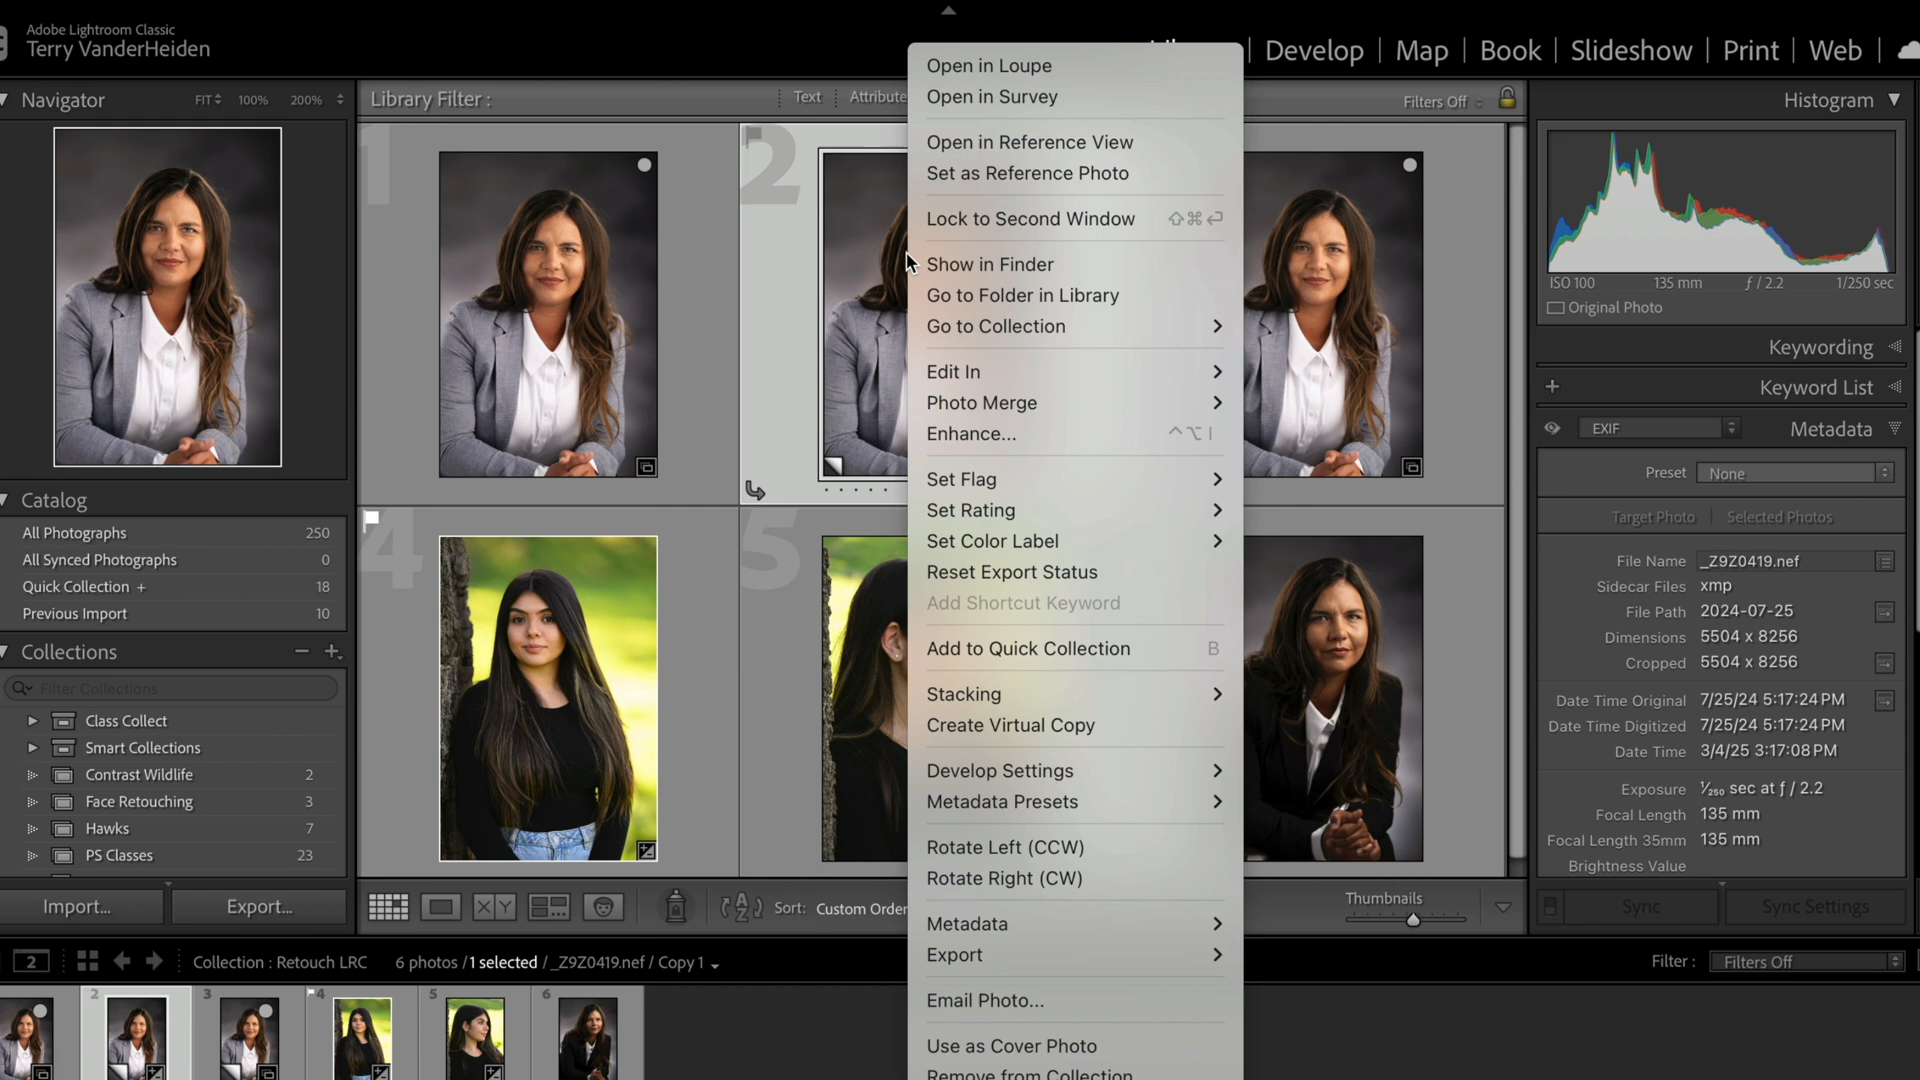 Adobe Lightroom Classic
Terry VanderHeiden
Develop
Map
Book
Slideshow
Print
Web
Navigator
FIT
100%
200%
Library Filter :
Text
Attribute
Filters Off
Histogram
ISO 100
135 mm
ƒ / 2.2
1/250 sec
Original Photo
Keywording
Keyword List
EXIF
Metadata
Preset
None
Target Photo
Selected Photos
File Name _Z9Z0419.nef
Sidecar Files xmp
File Path 2024-07-25
Dimensions 5504 x 8256
Cropped 5504 x 8256
Date Time Original 7/25/24 5:17:24 PM
Date Time Digitized 7/25/24 5:17:24 PM
Date Time 3/4/25 3:17:08 PM
Exposure 1/250 sec at ƒ / 2.2
Focal Length 135 mm
Focal Length 35mm 135 mm
Brightness Value
Sync
Sync Settings
Catalog
All Photographs 250
All Synced Photographs 0
Quick Collection + 18
Previous Import 10
Collections
Filter Collections
Class Collect
Smart Collections
Contrast Wildlife 2
Face Retouching 3
Hawks 7
PS Classes 23
Import...
Export...
1
2
4
5
Open in Loupe
Open in Survey
Open in Reference View
Set as Reference Photo
Lock to Second Window ⇧⌘↩
Show in Finder
Go to Folder in Library
Go to Collection
Edit In
Photo Merge
Enhance... ^⌥I
Set Flag
Set Rating
Set Color Label
Reset Export Status
Add Shortcut Keyword
Add to Quick Collection B
Stacking
Create Virtual Copy
Develop Settings
Metadata Presets
Rotate Left (CCW)
Rotate Right (CW)
Metadata
Export
Email Photo...
Use as Cover Photo
Remove from Collection
XY
Sort: Custom Order
Thumbnails
2
Collection : Retouch LRC
6 photos / 1 selected / _Z9Z0419.nef / Copy 1
Filter :
Filters Off
2
3
4
5
6